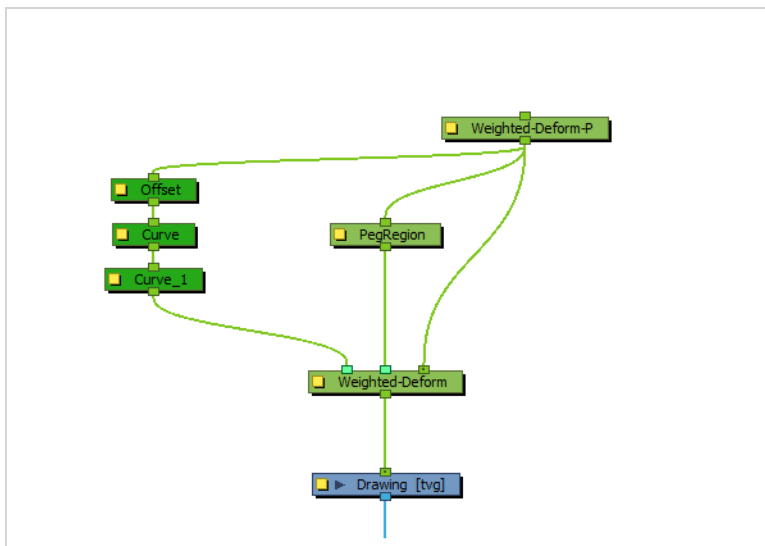 Weighted-Deform-P
Offset
Curve
PegRegion
Curve_1
Weighted-Deform
Drawing [tvg]